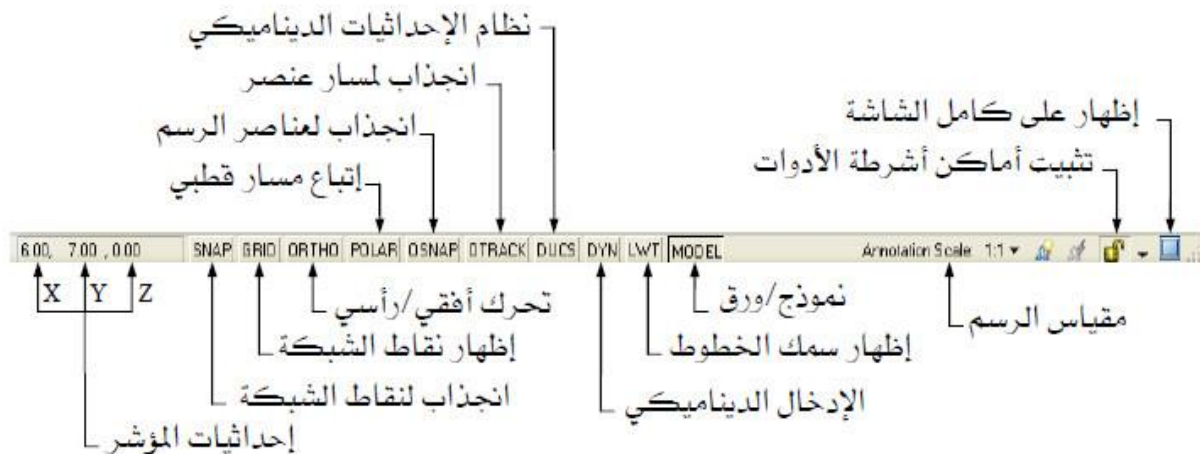 نظام الإحداثيات الديناميكي
انجذاب لمسار عنصر
انجذاب لعناصر الرسم
إتباع مسار قطبي
إظهار على كامل الشاشة
تثبيت أماكن أشرطة الأدوات
6.00, 7.00 , 0.00 SNAP GRID ORTHO POLAR OSNAP OTRACK DUCS DYN LWT MODEL Annotation Scale: 1:1
X Y Z
تحرك أفقي/رأسي
إظهار نقاط الشبكة
انجذاب لنقاط الشبكة
إحداثيات المؤشر
نموذج/ورق
إظهار سمك الخطوط
الإدخال الديناميكي
مقياس الرسم